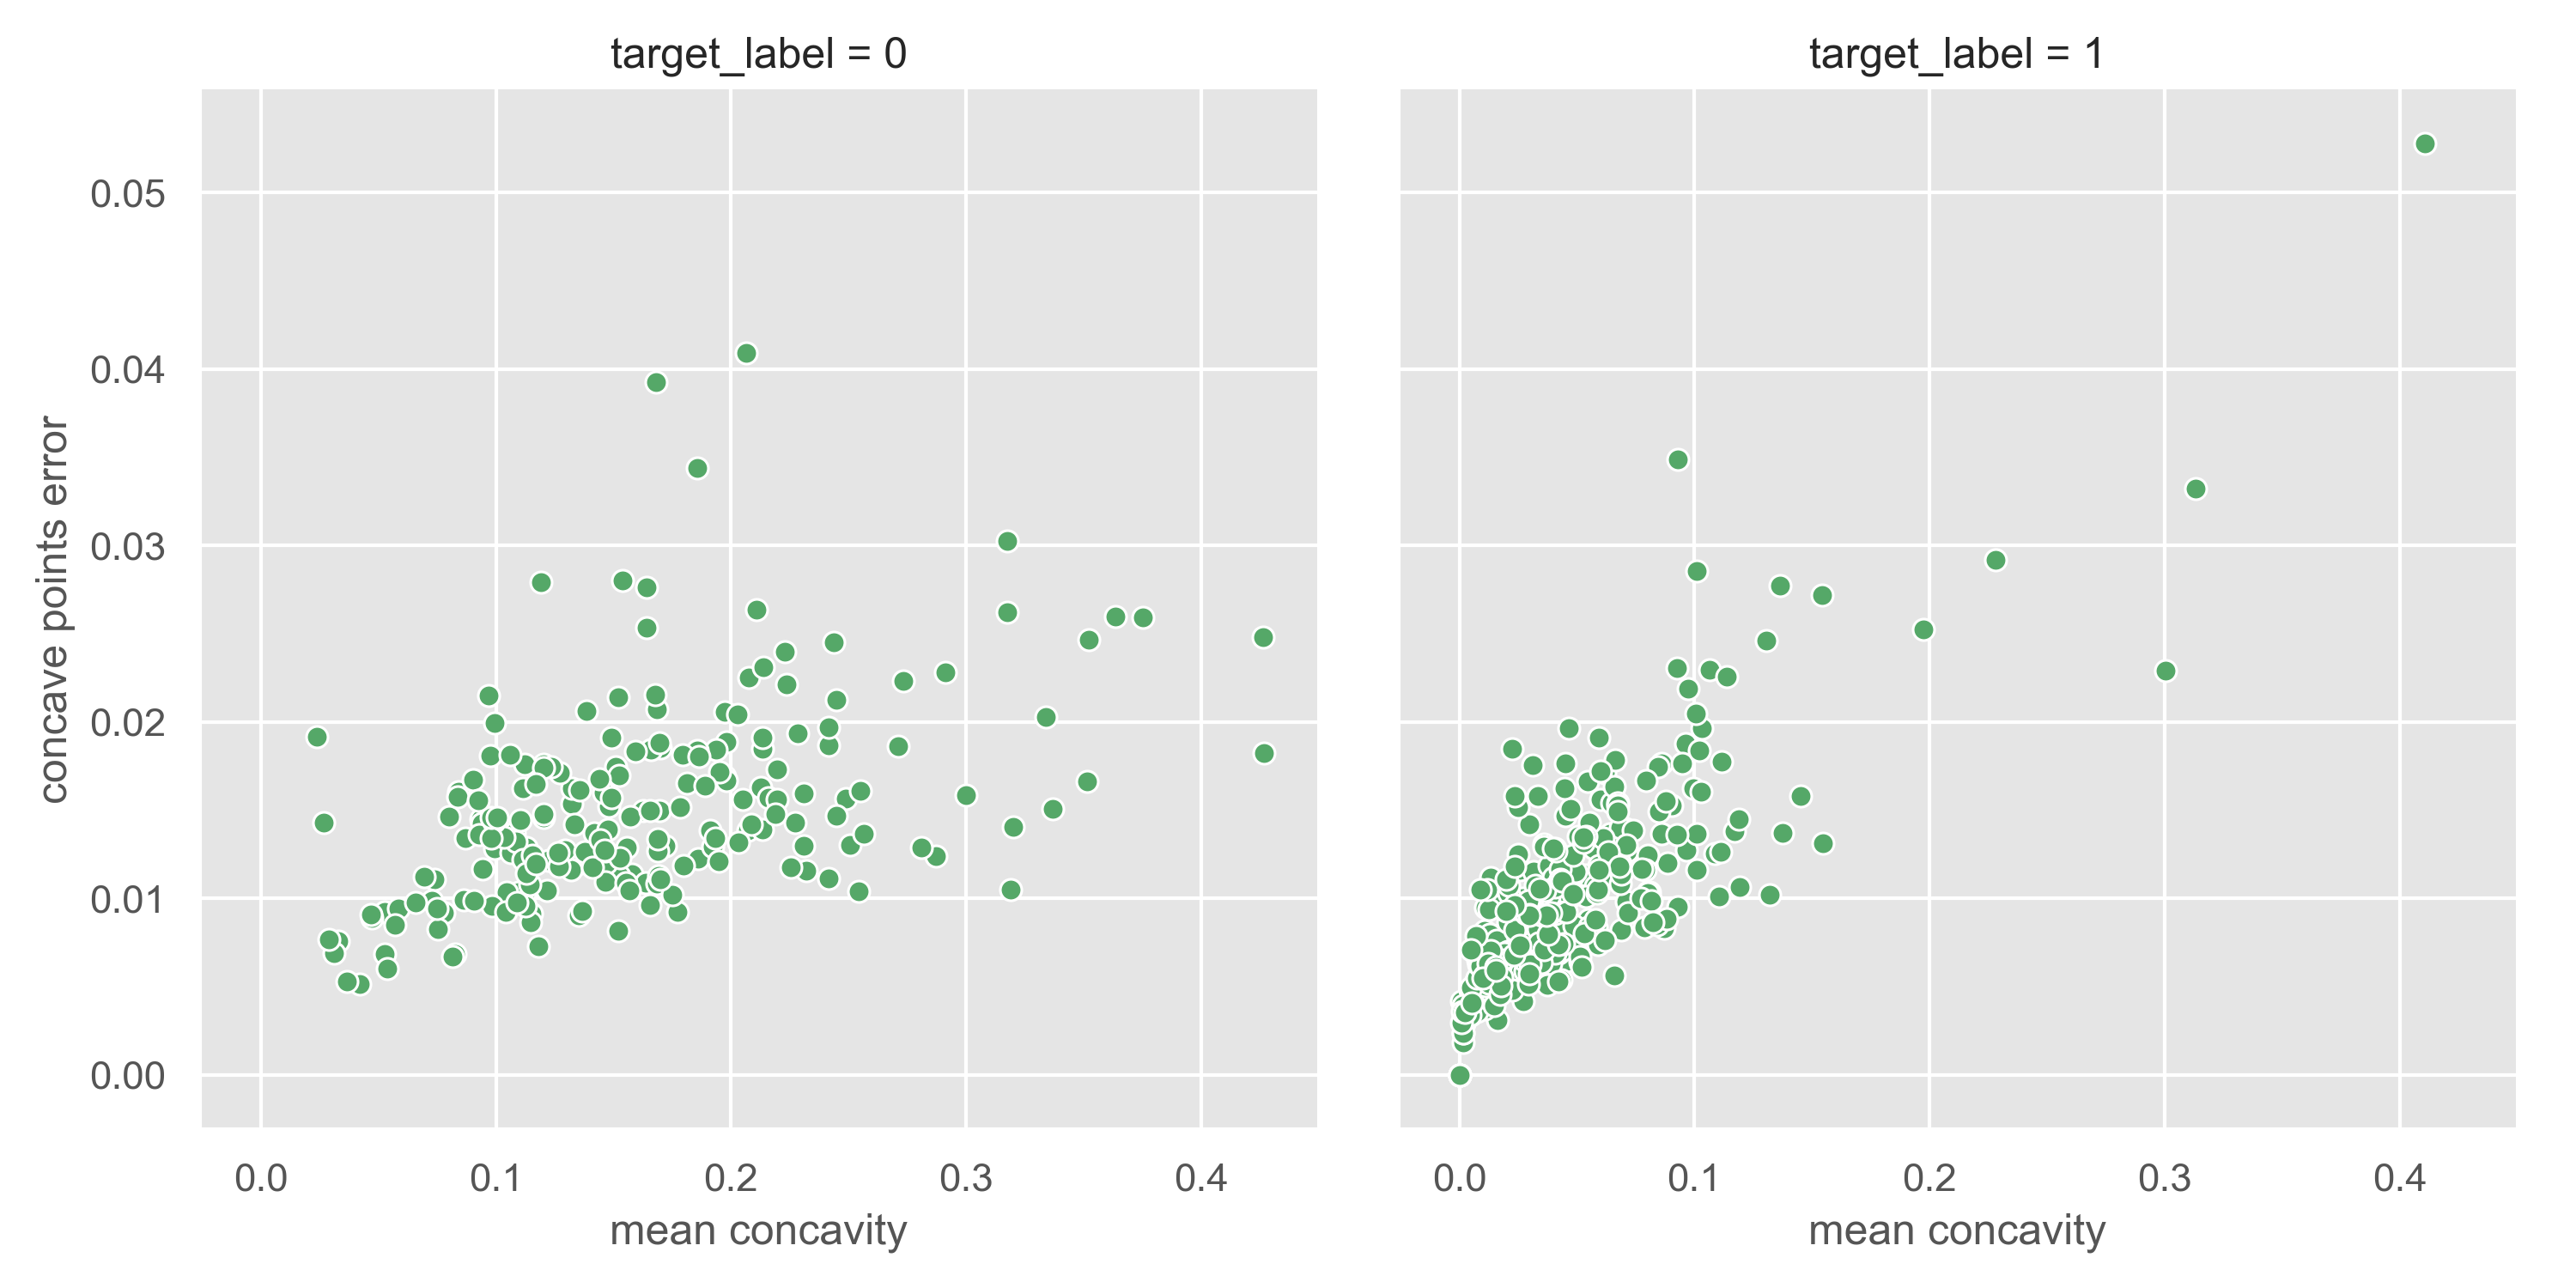 target_label = 0
target_label = 1
concave points error
0.05
0.04
0.03
0.02
0.01
0.00
0.0 0.1 0.2 0.3 0.4
0.0 0.1 0.2 0.3 0.4
mean concavity
mean concavity